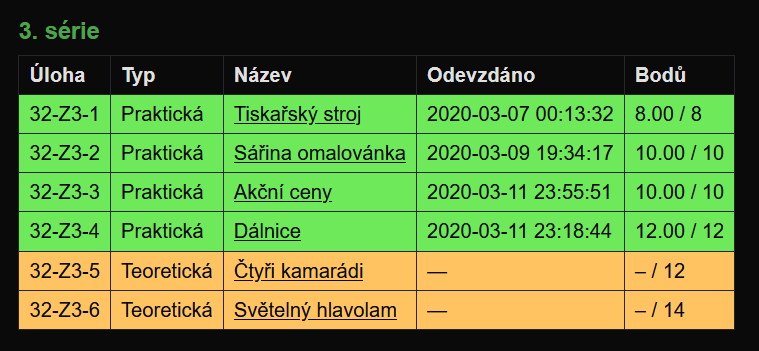 3. série
Úloha Typ Název Odevzdáno Bodů
32-Z3-1 Praktická Tiskařský stroj 2020-03-07 00:13:32 8.00 / 8
32-Z3-2 Praktická Sářina omalovánka 2020-03-09 19:34:17 10.00 / 10
32-Z3-3 Praktická Akční ceny 2020-03-11 23:55:51 10.00 / 10
32-Z3-4 Praktická Dálnice 2020-03-11 23:18:44 12.00 / 12
32-Z3-5 Teoretická Čtyři kamarádi — – / 12
32-Z3-6 Teoretická Světelný hlavolam — – / 14